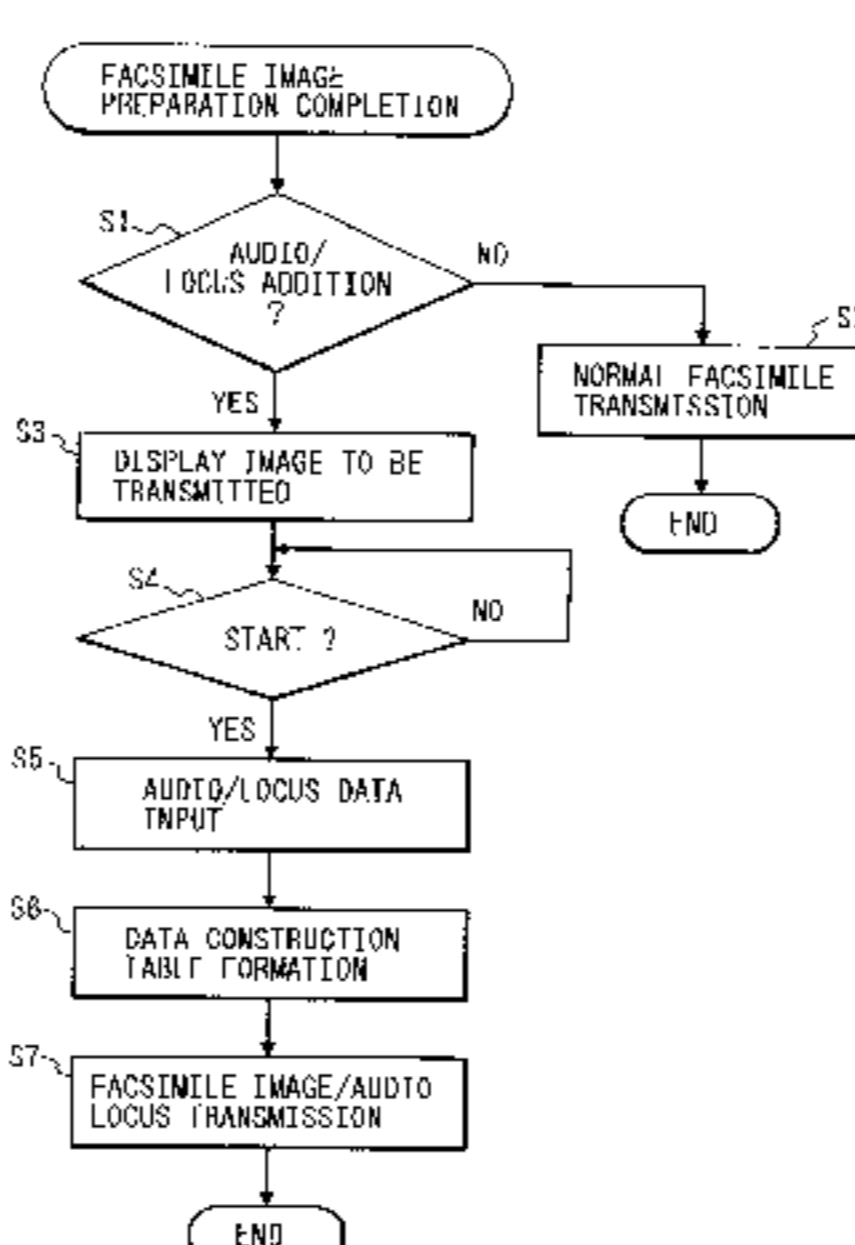 FACSIMILE IMAGE
PREPARATION COMPLETION
S1
AUDIO/
LOCUS ADDITION
?
NO
YES
NORMAL FACSIMILE
TRANSMISSION
END
S3
DISPLAY IMAGE TO BE
TRANSMITTED
S4
START ?
NO
YES
S5
AUDIO/LOCUS DATA
INPUT
S6
DATA CONSTRUCTION
TABLE FORMATION
S7
FACSIMILE IMAGE/AUDIO
LOCUS TRANSMISSION
END